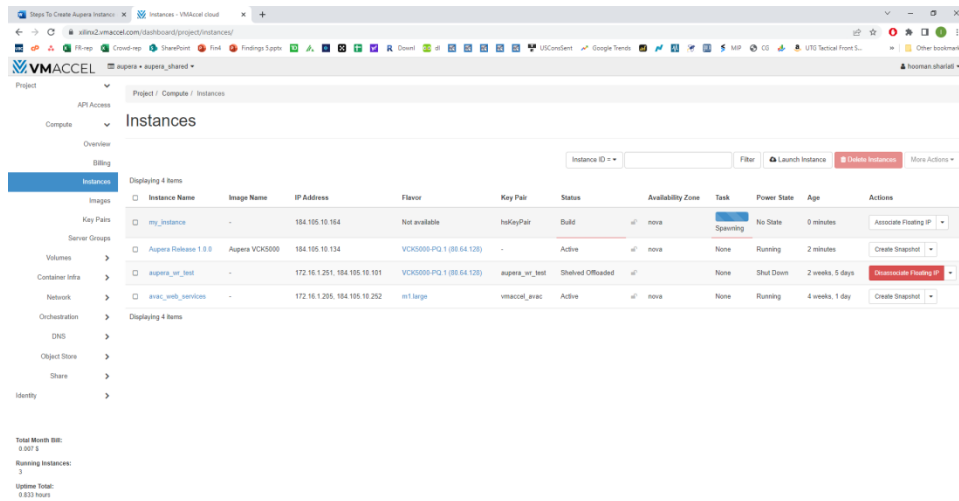 Steps To Create Aupera Instance
Instances - VMAccel cloud
xilinx2.vmaccel.com/dashboard/project/instances/
FR-rep
Crowd-rep
SharePoint
Fin4
Findings 5.pptx
R Downl
dl
USConsSent
Google Trends
MIP
CG
UTG Tactical Front S...
Other bookmark
VMACCEL
aupera • aupera_shared
hooman.shariati
Project
API Access
Compute
Overview
Billing
Instances
Images
Key Pairs
Server Groups
Volumes
Container Infra
Network
Orchestration
DNS
Object Store
Share
Identity
Total Month Bill:
0.007 $
Running Instances:
3
Uptime Total:
0.833 hours
Project / Compute / Instances
Instances
Instance ID =
Filter
Launch Instance
Delete Instances
More Actions
Displaying 4 items
Instance Name Image Name IP Address Flavor Key Pair Status Availability Zone Task Power State Age Actions
my_instance - 184.105.10.164 Not available hsKeyPair Build nova Spawning No State 0 minutes Associate Floating IP
Aupera Release 1.0.0 Aupera VCK5000 184.105.10.134 VCK5000-PQ.1 (80.64.128) - Active nova None Running 2 minutes Create Snapshot
aupera_wr_test - 172.16.1.251, 184.105.10.101 VCK5000-PQ.1 (80.64.128) aupera_wr_test Shelved Offloaded None Shut Down 2 weeks, 5 days Disassociate Floating IP
avac_web_services - 172.16.1.205, 184.105.10.252 m1.large vmaccel_avac Active nova None Running 4 weeks, 1 day Create Snapshot
Displaying 4 items